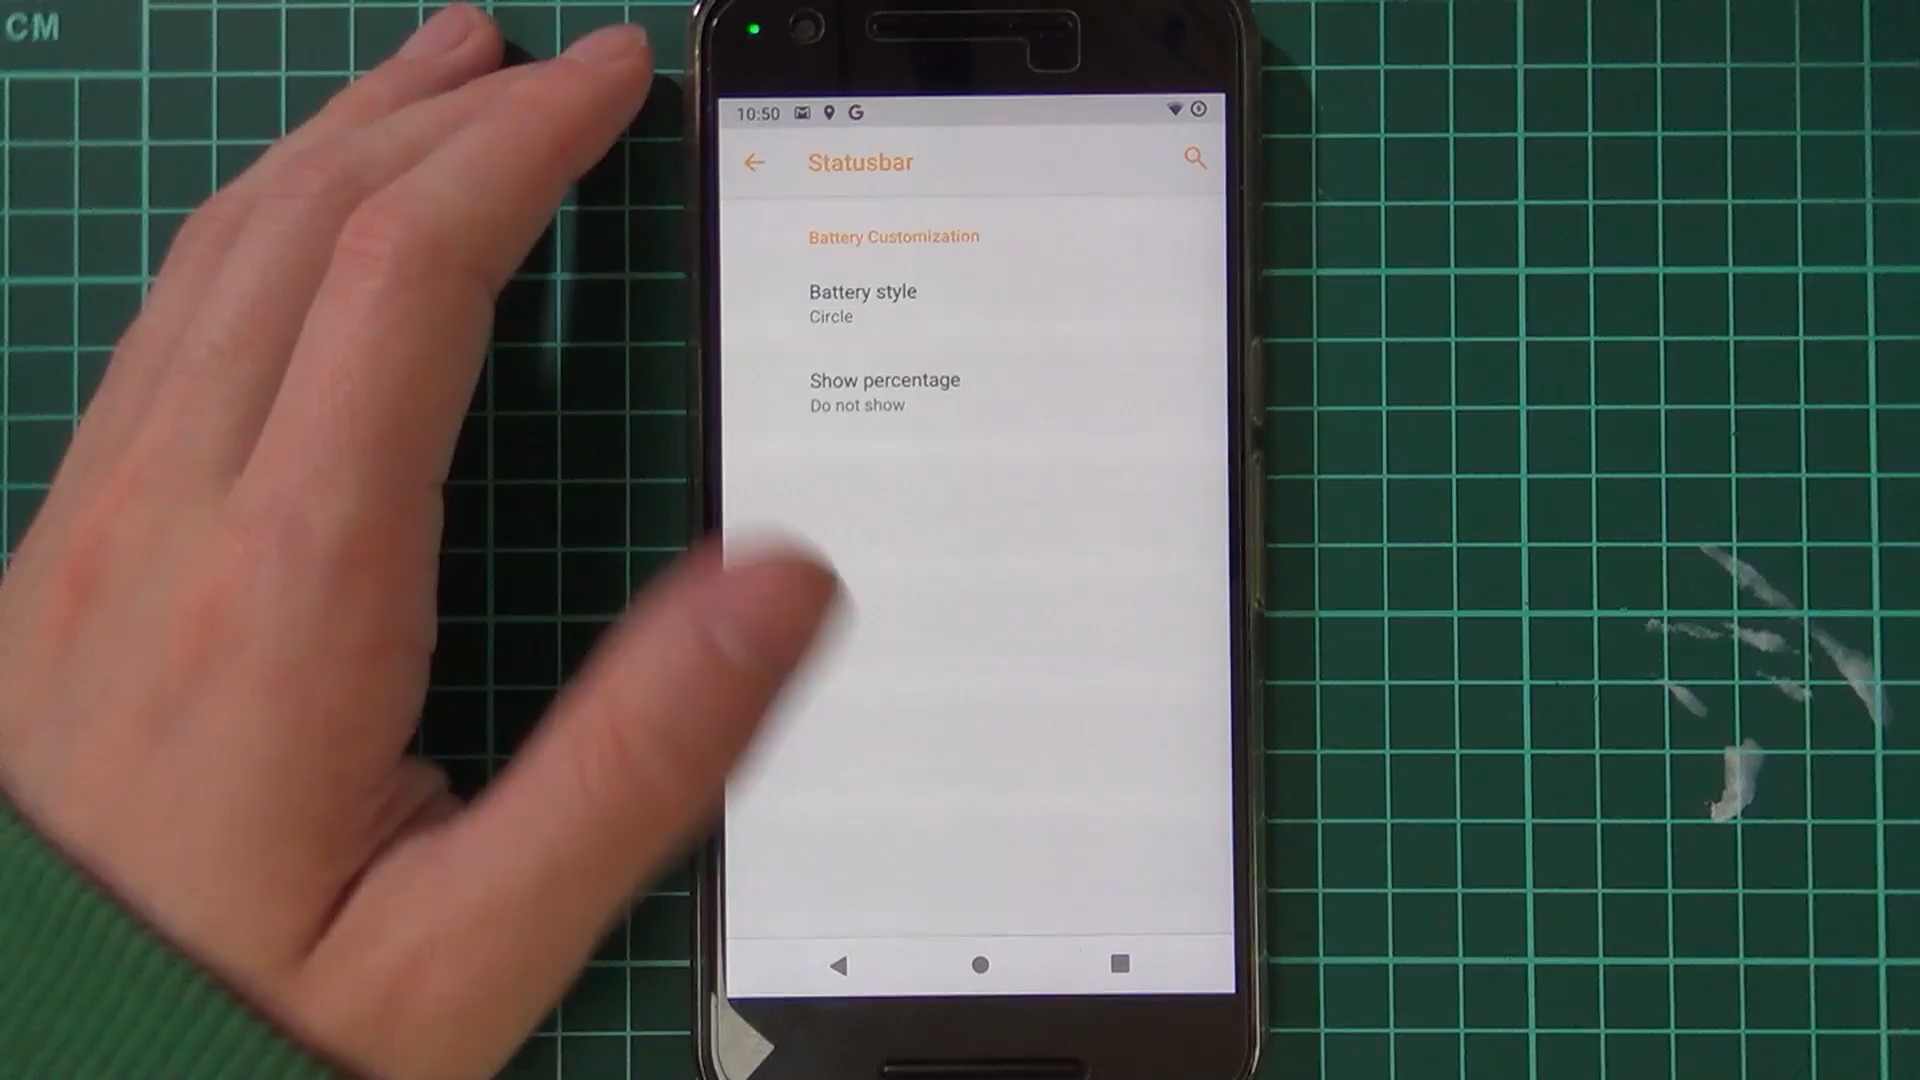 CM
10:50
Statusbar
Battery Customization
Battery style
Circle
Show percentage
Do not show